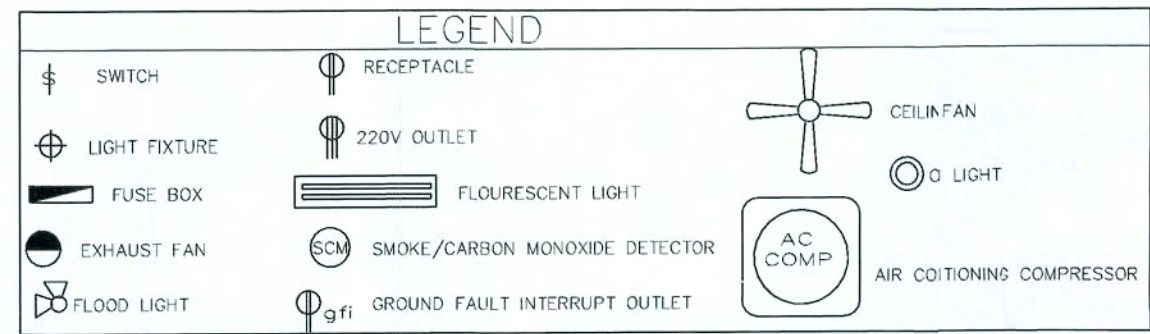 LEGEND
$ SWITCH
LIGHT FIXTURE
FUSE BOX
EXHAUST FAN
FLOOD LIGHT
RECEPTACLE
220V OUTLET
FLOURESCENT LIGHT
SCM SMOKE/CARBON MONOXIDE DETECTOR
gfi GROUND FAULT INTERRUPT OUTLET
CEILINFAN
O LIGHT
AC
COMP
AIR COITIONING COMPRESSOR